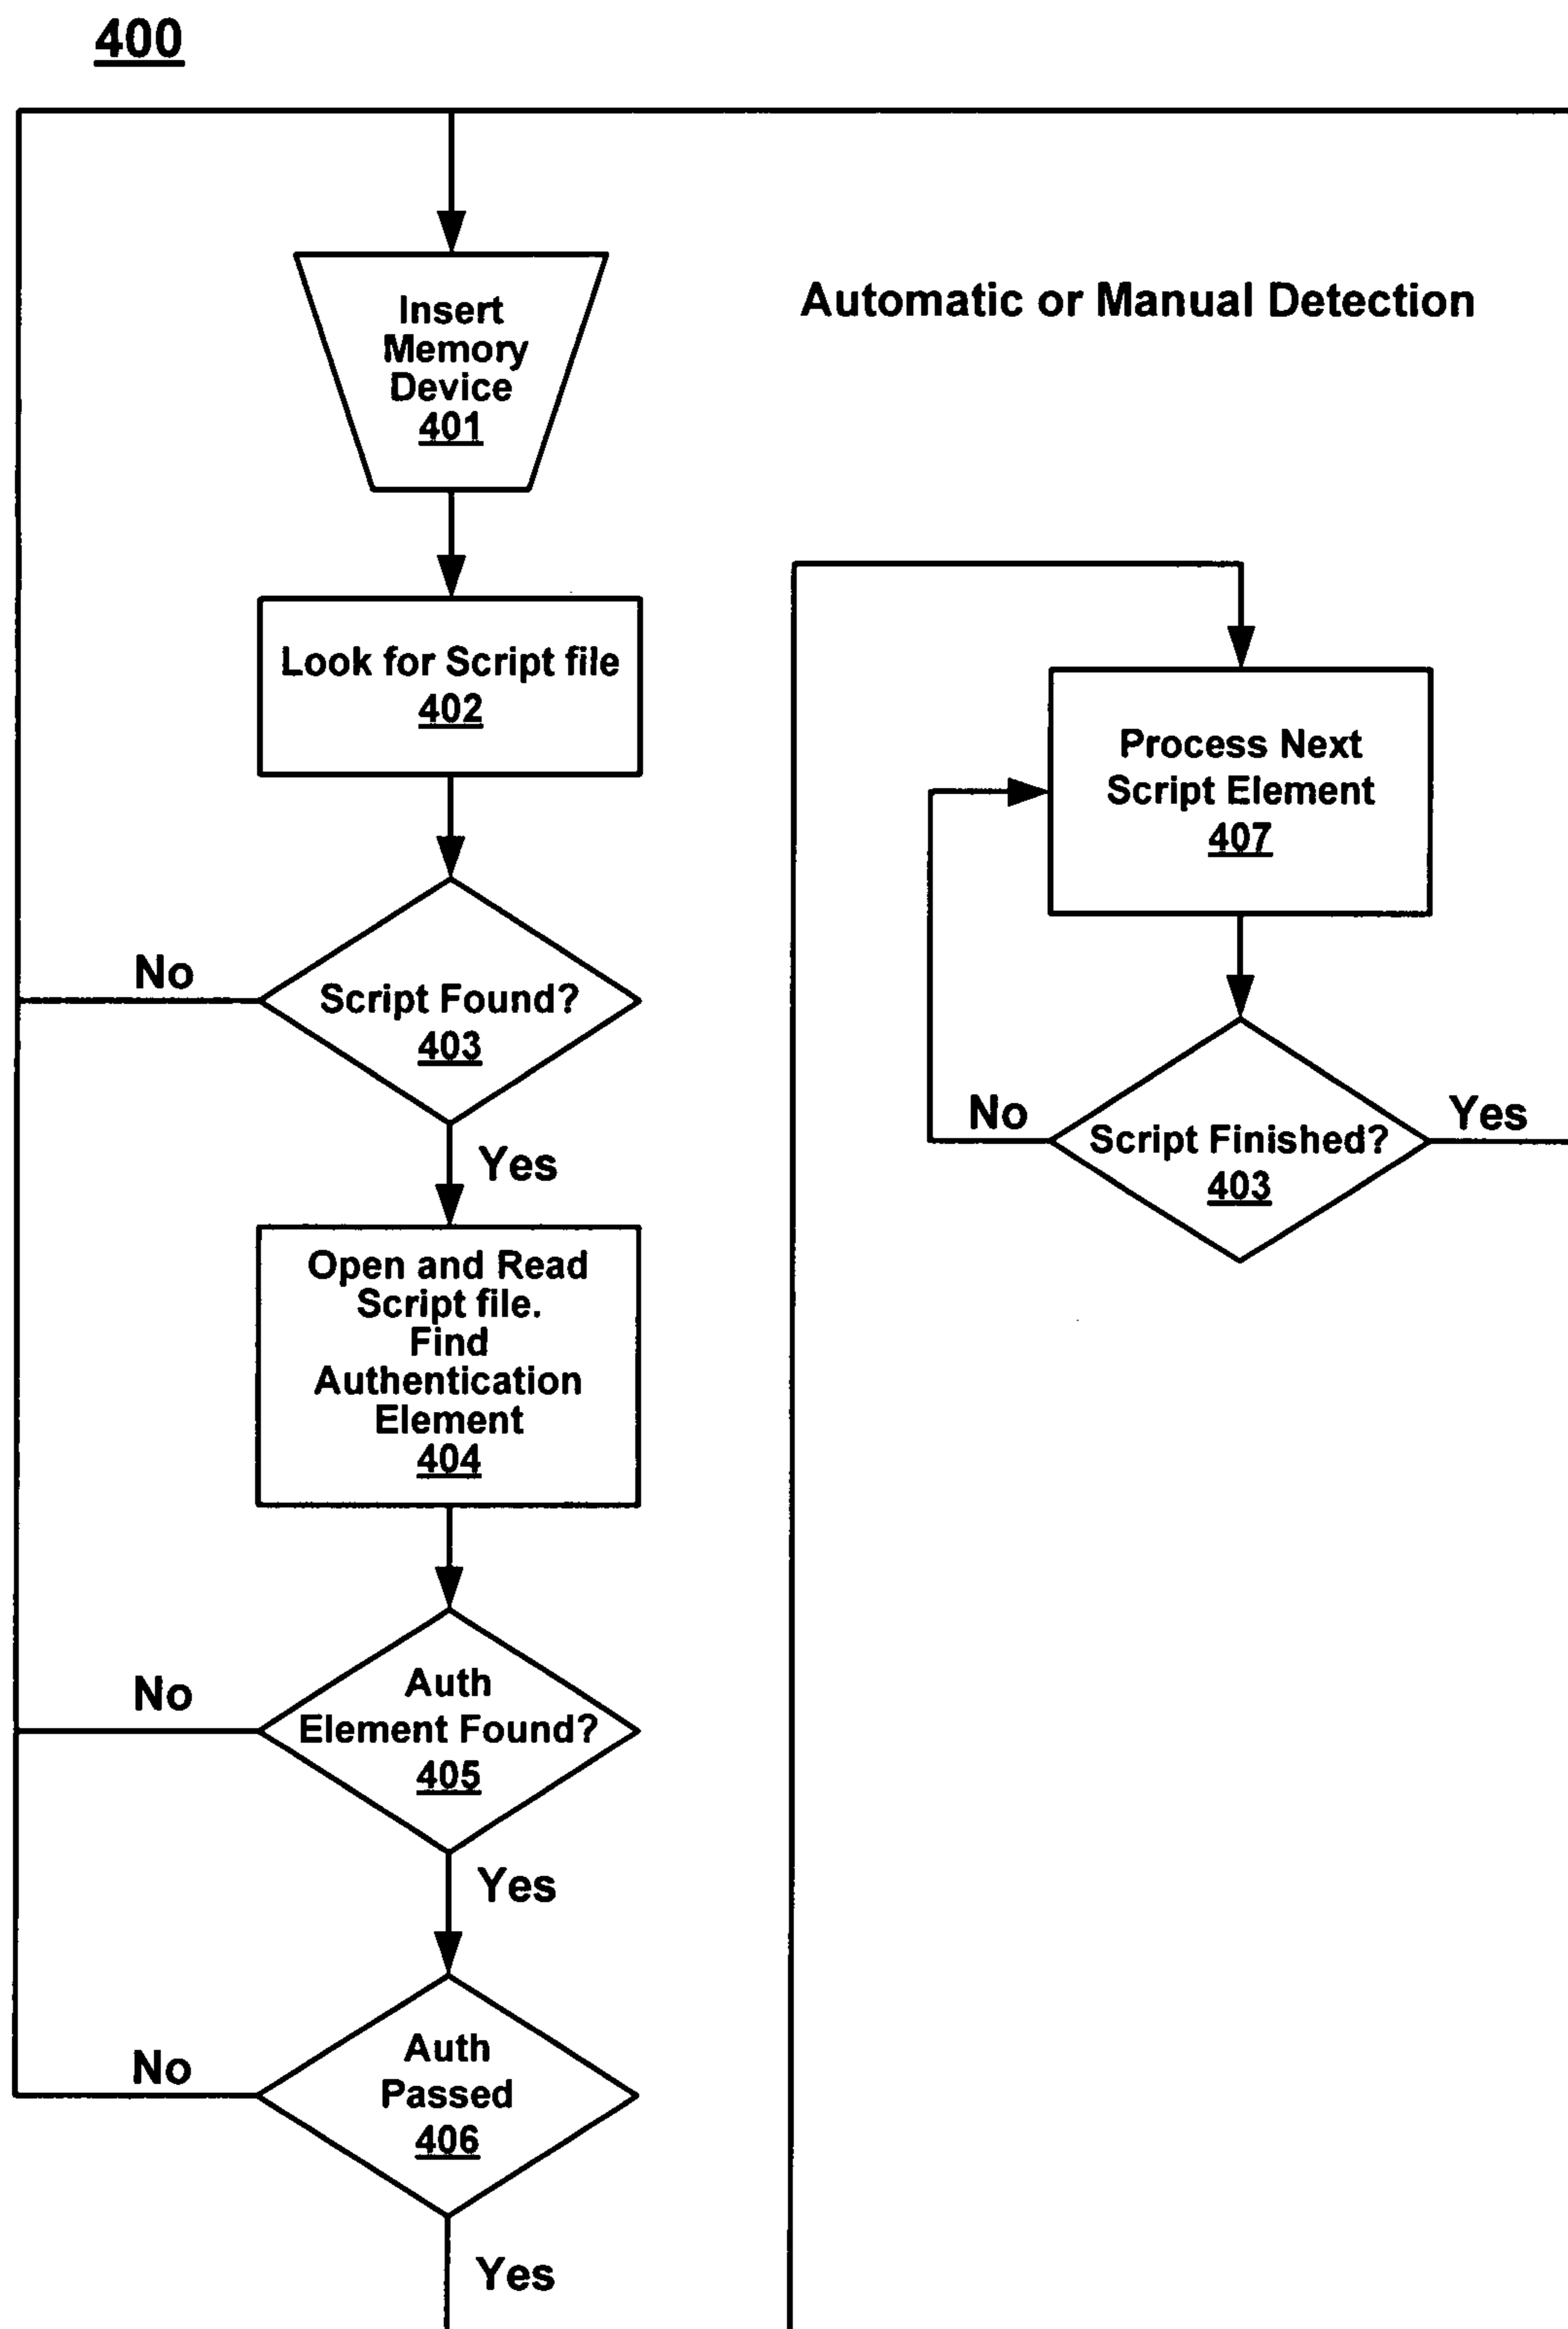 400
Insert
Memory
Device
401
Automatic or Manual Detection
Look for Script file
402
No
Script Found?
403
Yes
Open and Read
Script file.
Find
Authentication
Element
404
No
Auth
Element Found?
405
Yes
No
Auth
Passed
406
Yes
Process Next
Script Element
407
No
Script Finished?
403
Yes